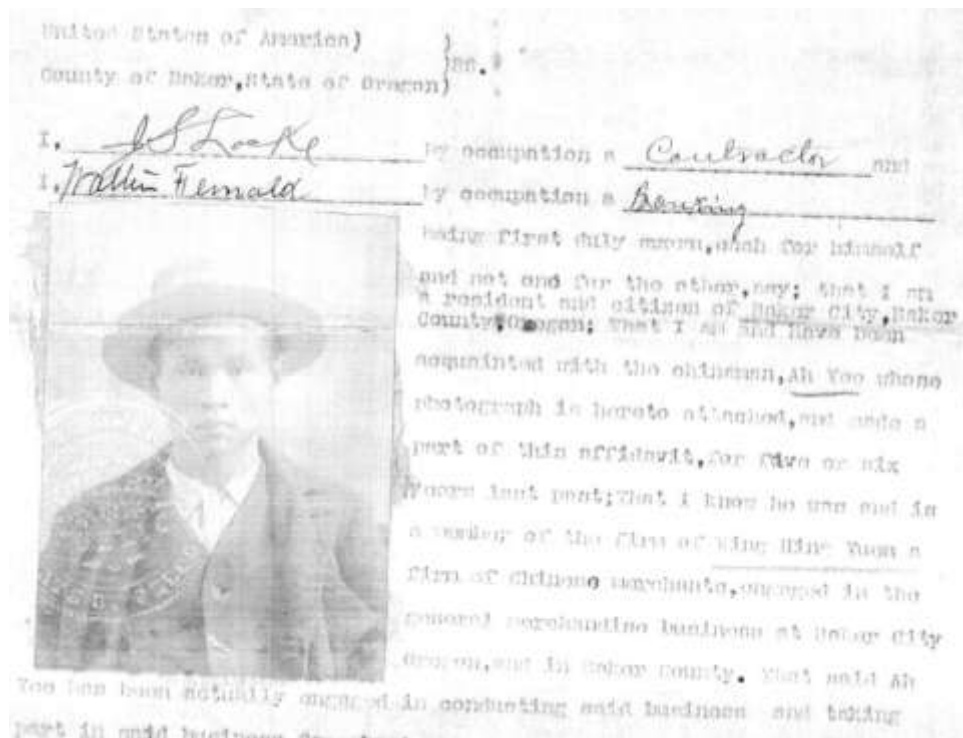 United States of America)      )
                                          )SS.
County of Baker,State of Oregon)
I. J S Locke by occupation a Contractor and
I. Fernald by occupation a
being first duly sworn,each for himself
and not one for the other,say; that I am
a resident and citizen of Baker City,Baker
County,Oregon; That I am and have been
acquainted with the chinaman,Ah Yoo whose
photograph is hereto attached,and made a
part of this affidavit,for five or six
years last past;That I know he was and is
a member of the firm of Hing Yuen a
firm of Chinese merchants,engaged in the
general merchandise business at Baker City
Oregon,and in Baker County. That said Ah
Yoo has been actually engaged in conducting said business and taking
part in said business